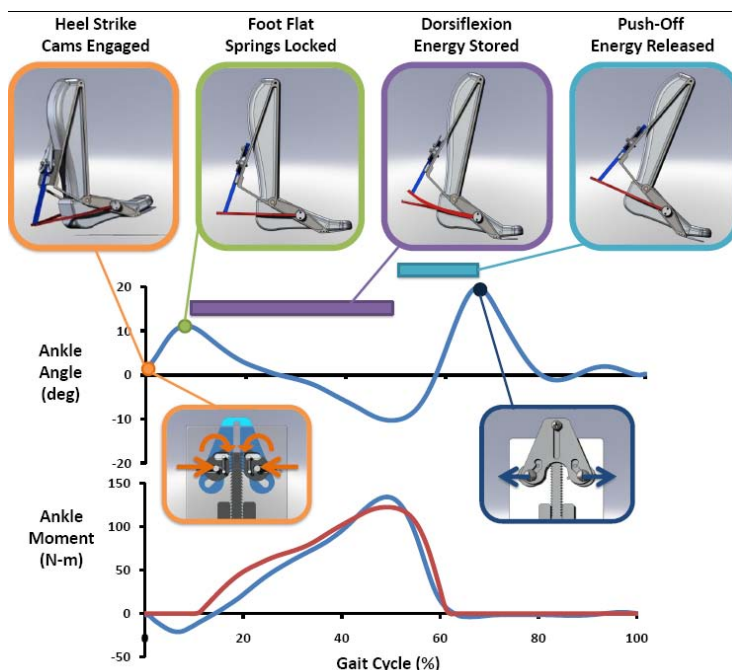 Heel Strike
Cams Engaged
Foot Flat
Springs Locked
Dorsiflexion
Energy Stored
Push-Off
Energy Released
20
10
0
-10
-20
Ankle
Angle
(deg)
150
100
50
0
-50
Ankle
Moment
(N-m)
0
20
40
60
80
100
Gait Cycle (%)